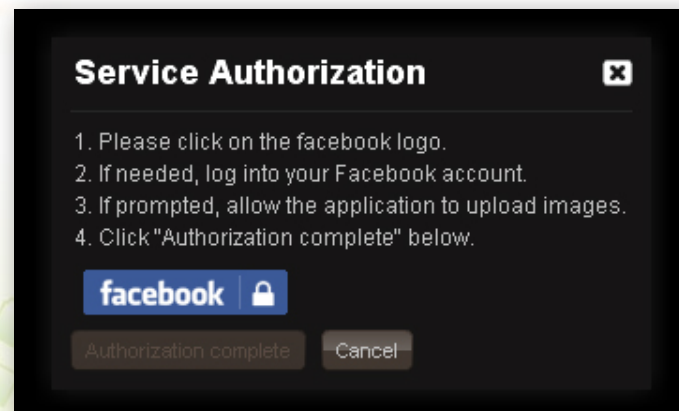 Service Authorization
1. Please click on the facebook logo.
2. If needed, log into your Facebook account.
3. If prompted, allow the application to upload images.
4. Click "Authorization complete" below.
facebook
Authorization complete Cancel